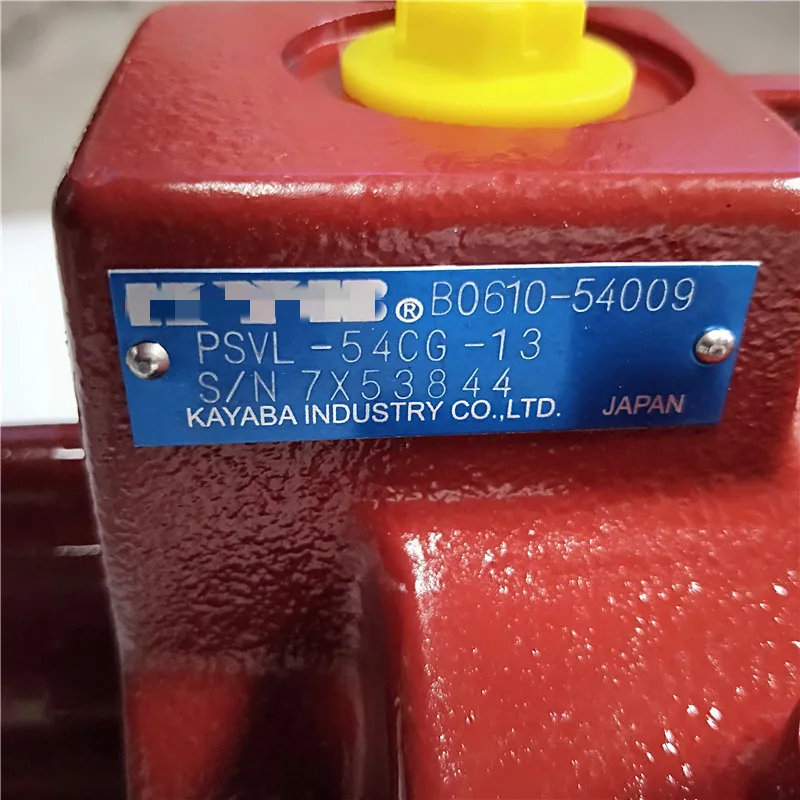 ® B0610-54009
PSVL -54CG -13
S/N 7X53844
KAYABA INDUSTRY CO.,LTD. JAPAN